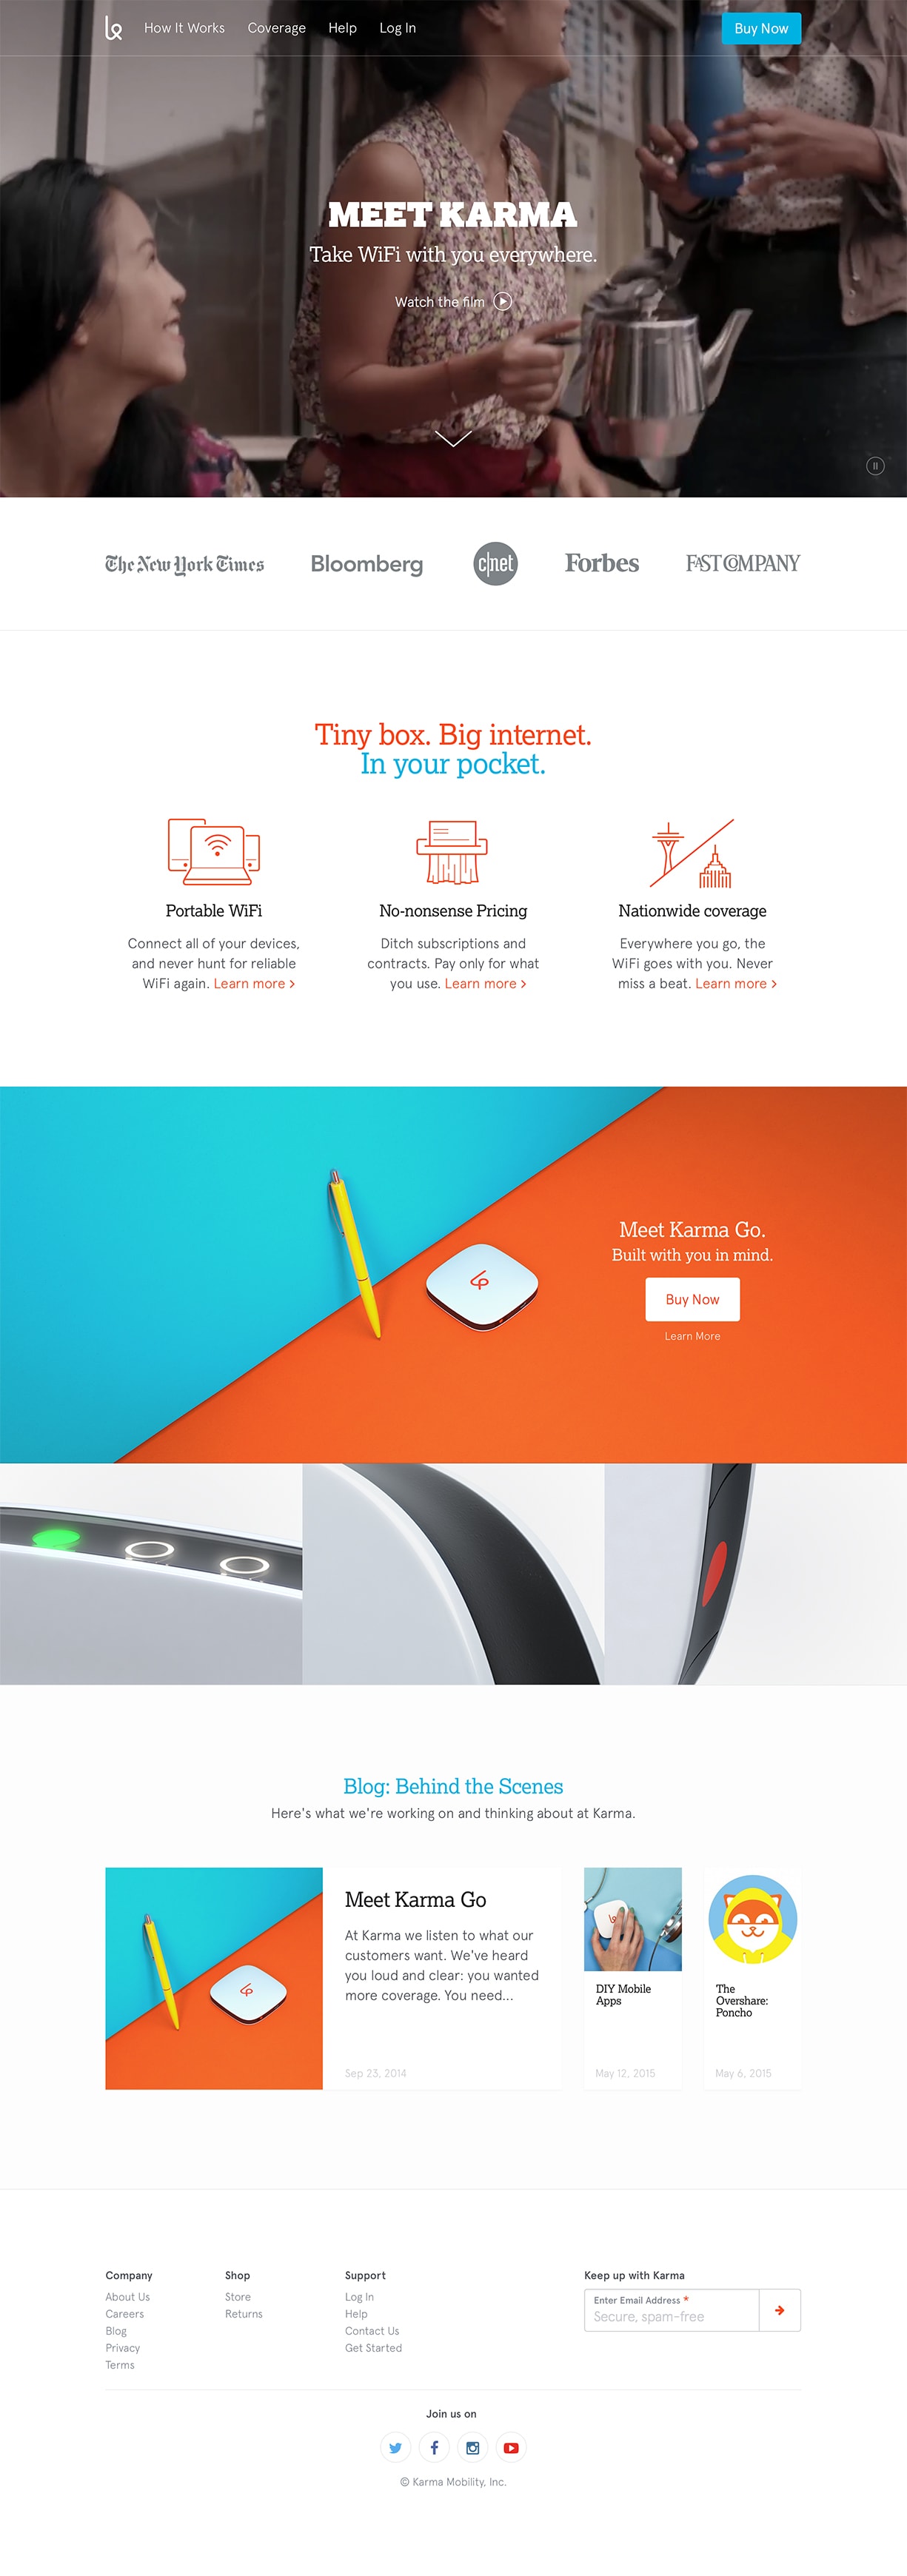 How It Works
Coverage
Help
Log In
Buy Now
MEET KARMA
Take WiFi with you everywhere.
Watch the film
The New York Times
Bloomberg
c|net
Forbes
FAST COMPANY
Tiny box. Big internet.
In your pocket.
Portable WiFi
Connect all of your devices,
and never hunt for reliable
WiFi again. Learn more >
No-nonsense Pricing
Ditch subscriptions and
contracts. Pay only for what
you use. Learn more >
Nationwide coverage
Everywhere you go, the
WiFi goes with you. Never
miss a beat. Learn more >
Meet Karma Go.
Built with you in mind.
Buy Now
Learn More
Blog: Behind the Scenes
Here's what we're working on and thinking about at Karma.
Meet Karma Go
At Karma we listen to what our
customers want. We've heard
you loud and clear: you wanted
more coverage. You need...
Sep 23, 2014
DIY Mobile
Apps
May 12, 2015
The
Overshare:
Poncho
May 6, 2015
Company
About Us
Careers
Blog
Privacy
Terms
Shop
Store
Returns
Support
Log In
Help
Contact Us
Get Started
Keep up with Karma
Enter Email Address *
Secure, spam-free
Join us on
© Karma Mobility, Inc.